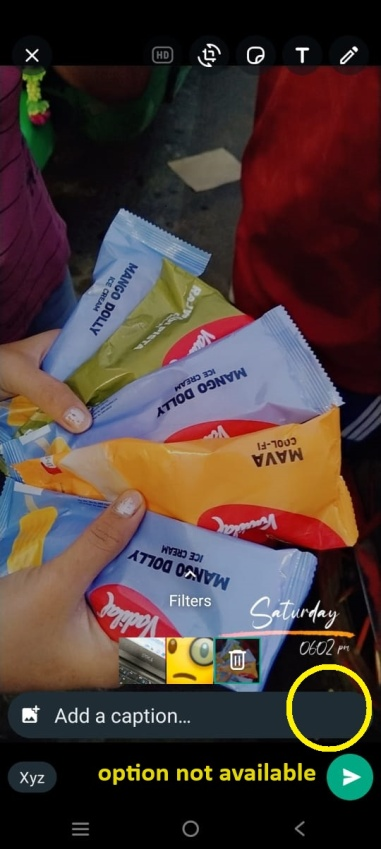 HD
T
MANGO DOLLY
ICE CREAM
MANGO DOLLY
ICE CREAM
MAVA
COOL-FI
Vadilal
MANGO DOLLY
ICE CREAM
Vadilal
Filters
Saturday
0602 pm
Add a caption...
Xyz
option not available